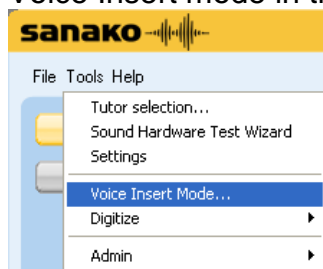 Voice Insert mode in t
sanako
File Tools Help
Tutor selection...
Sound Hardware Test Wizard
Settings
Voice Insert Mode...
Digitize
Admin